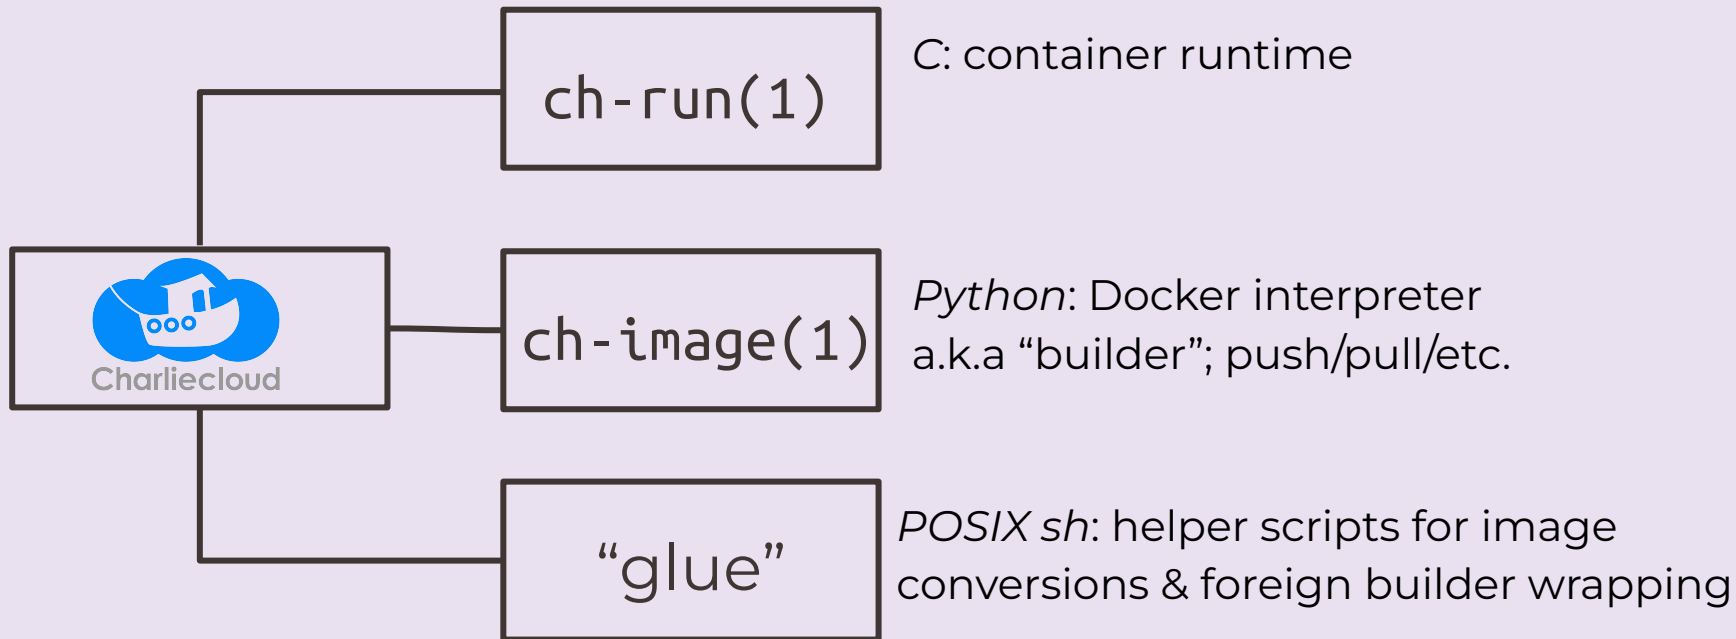 ch-run(1)
C: container runtime
Charliecloud
ch-image(1)
Python: Docker interpreter
a.k.a “builder”; push/pull/etc.
“glue”
POSIX sh: helper scripts for image
conversions & foreign builder wrapping